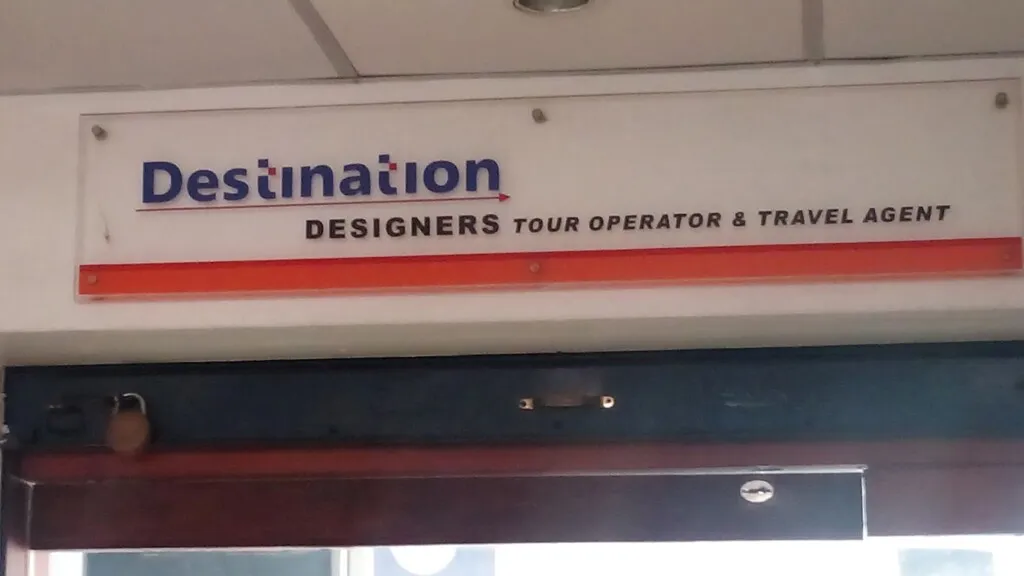 Destination
DESIGNERS TOUR OPERATOR & TRAVEL AGENT